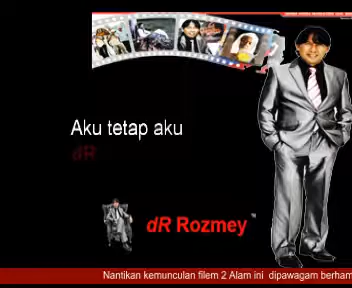 Aku tetap aku
dR
dR Rozmey
Nantikan kemunculan filem 2 Alam ini dipawagam berham